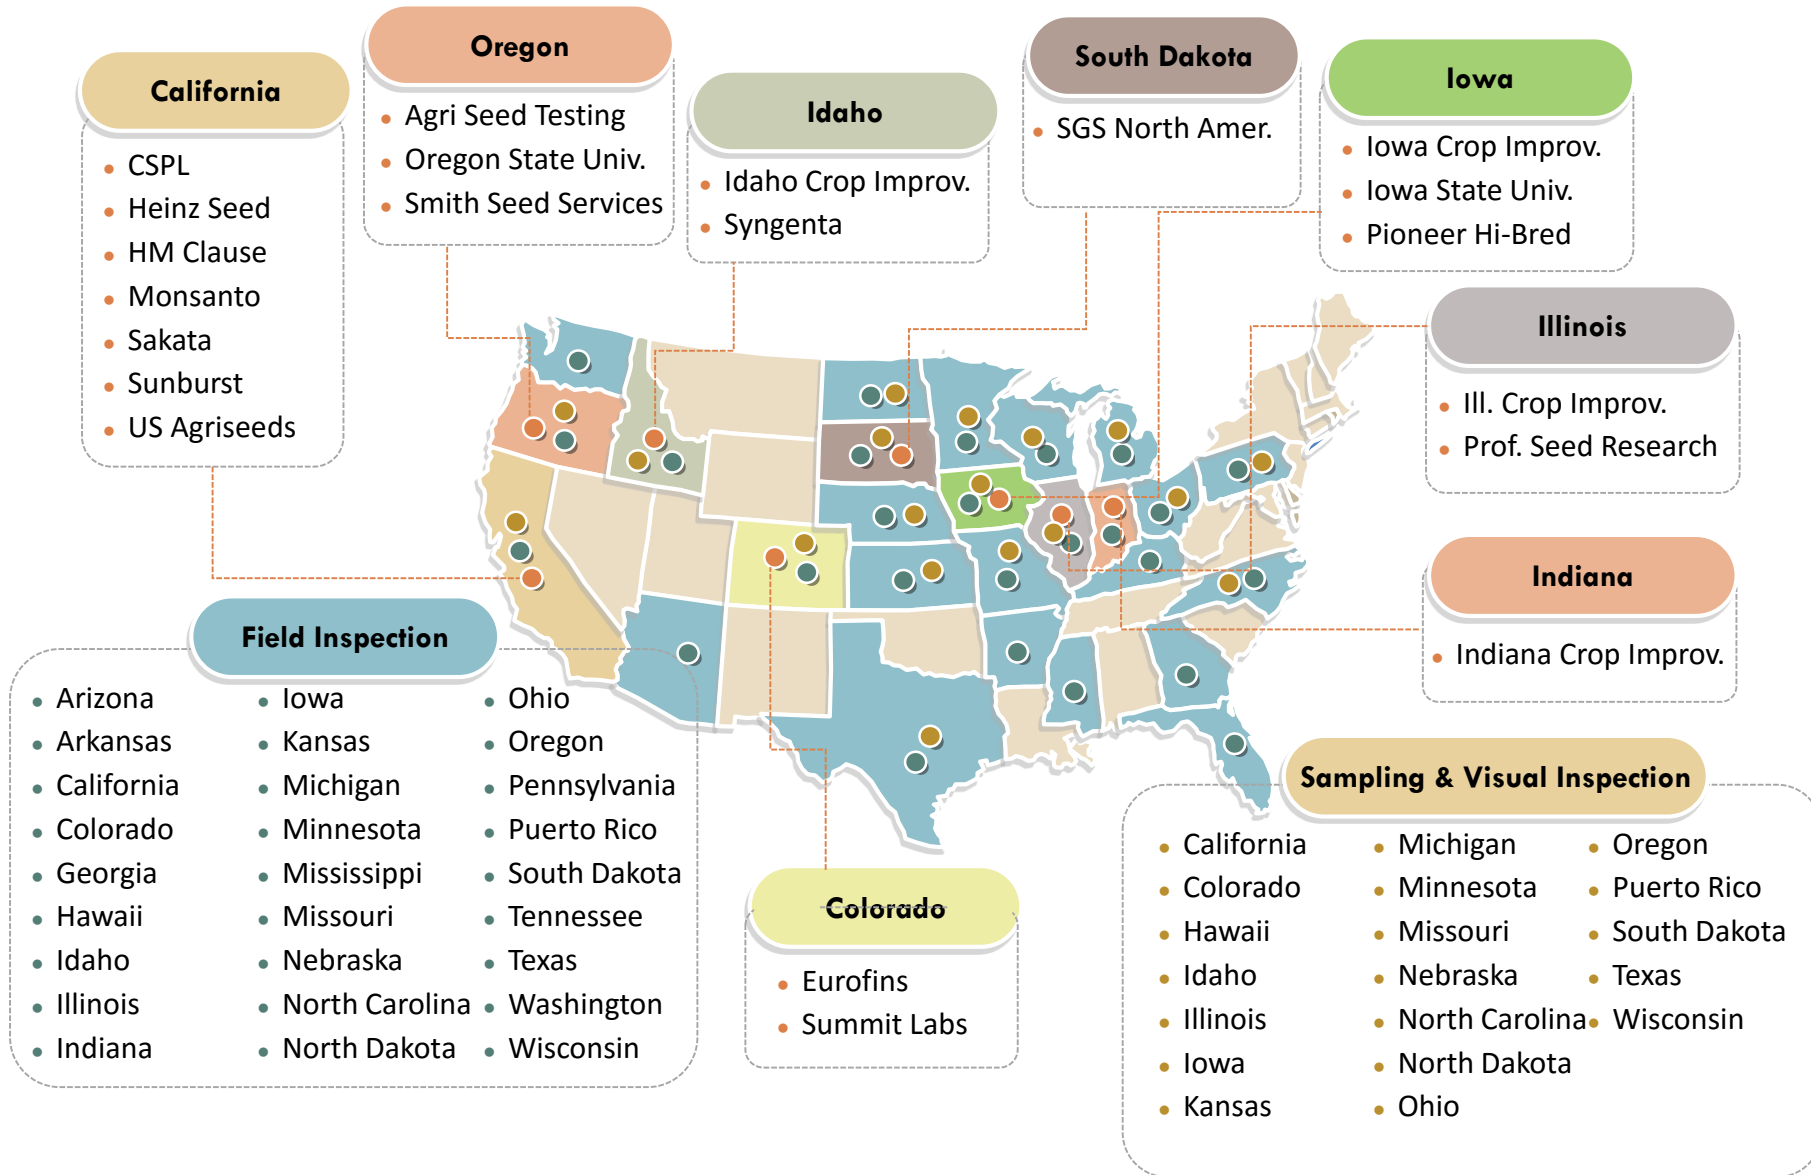 California
CSPL
Heinz Seed
HM Clause
Monsanto
Sakata
Sunburst
US Agriseeds
Oregon
Agri Seed Testing
Oregon State Univ.
Smith Seed Services
Idaho
Idaho Crop Improv.
Syngenta
South Dakota
SGS North Amer.
Iowa
Iowa Crop Improv.
Iowa State Univ.
Pioneer Hi-Bred
Illinois
Ill. Crop Improv.
Prof. Seed Research
Indiana
Indiana Crop Improv.
Field Inspection
Arizona
Arkansas
California
Colorado
Georgia
Hawaii
Idaho
Illinois
Indiana
Iowa
Kansas
Michigan
Minnesota
Mississippi
Missouri
Nebraska
North Carolina
North Dakota
Ohio
Oregon
Pennsylvania
Puerto Rico
South Dakota
Tennessee
Texas
Washington
Wisconsin
Colorado
Eurofins
Summit Labs
Sampling & Visual Inspection
California
Colorado
Hawaii
Idaho
Illinois
Iowa
Kansas
Michigan
Minnesota
Missouri
Nebraska
North Carolina
North Dakota
Ohio
Oregon
Puerto Rico
South Dakota
Texas
Wisconsin